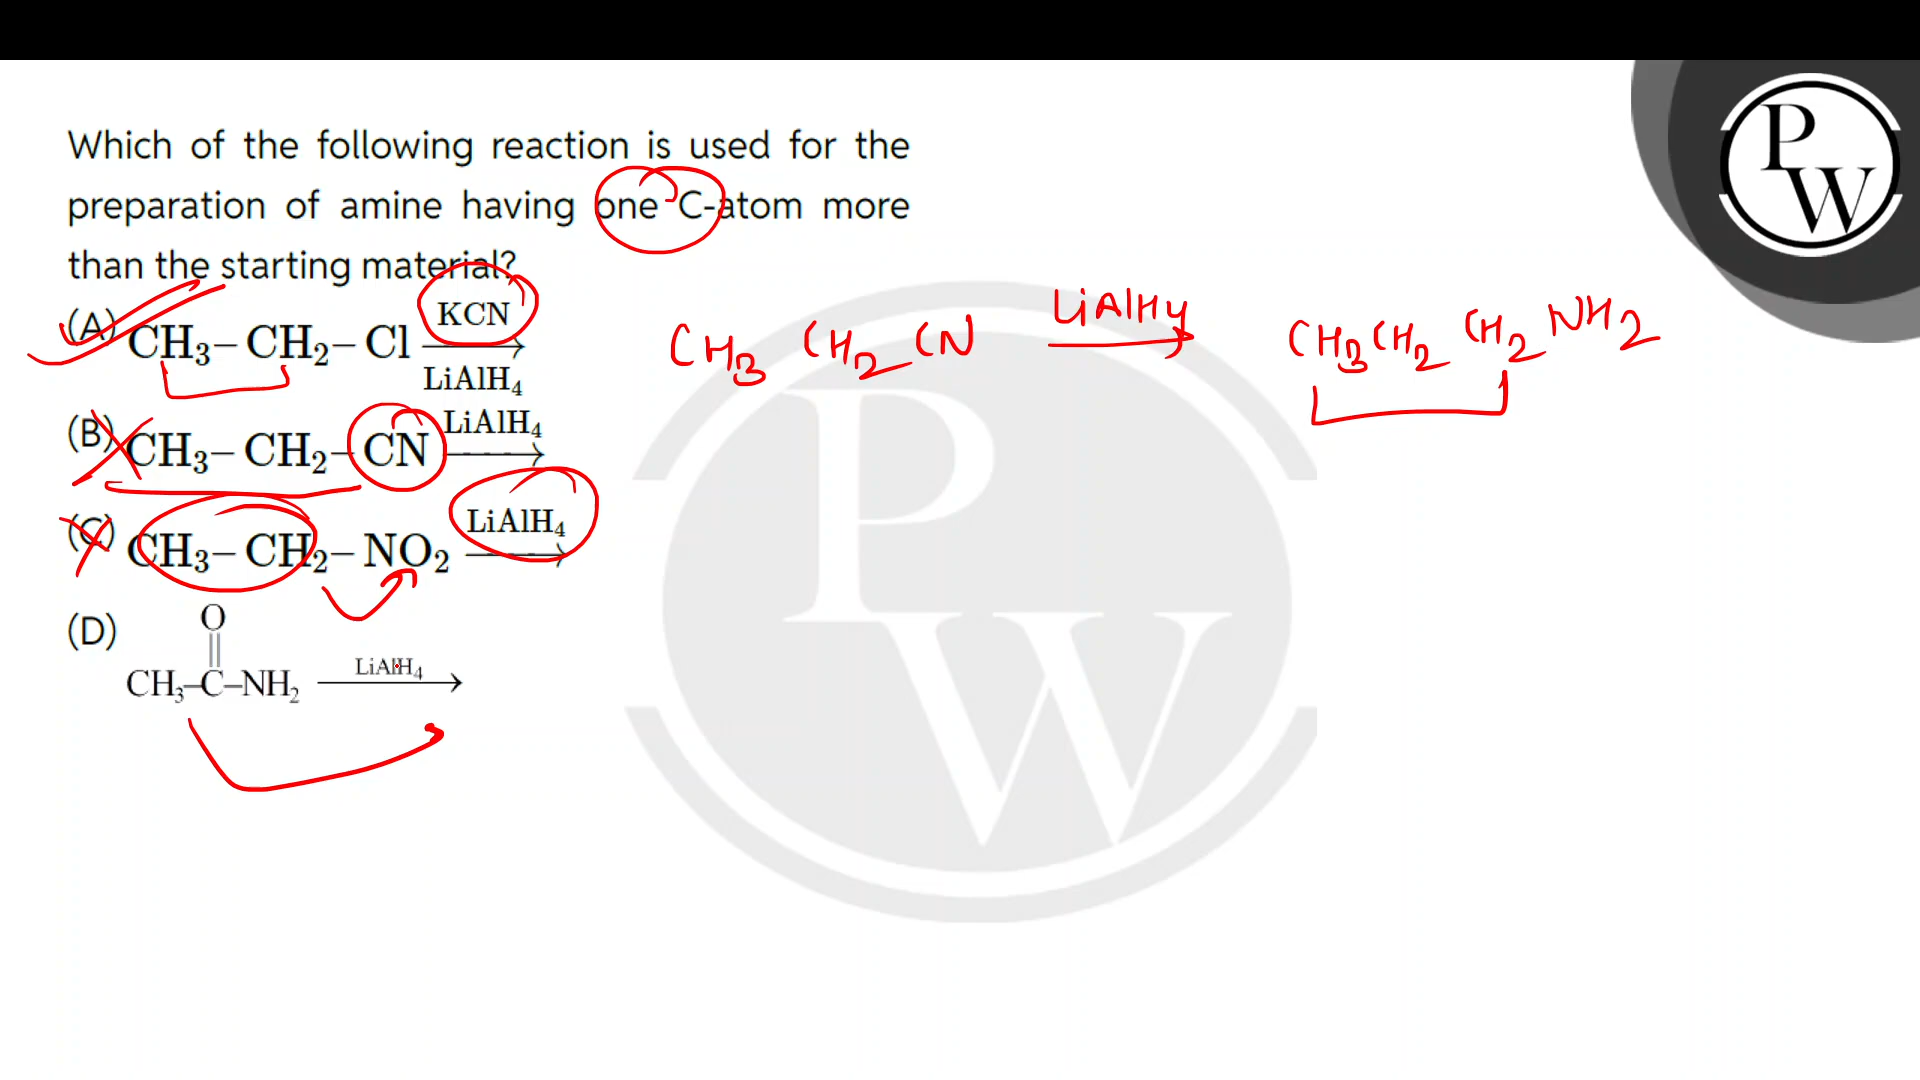 Which of the following reaction is used for the
preparation of amine having one C-atom more
than the starting material?
(A) CH₃–CH₂–Cl KCN
LiAlH₄
CH₃ CH₂ CN LiAlH₄ CH₃ CH₂ CH₂ NH₂
(B) CH₃–CH₂–CN LiAlH₄
(C) CH₃–CH₂–NO₂ LiAlH₄
(D)
O
CH₃–C–NH₂ LiAlH₄
P
W
P
W